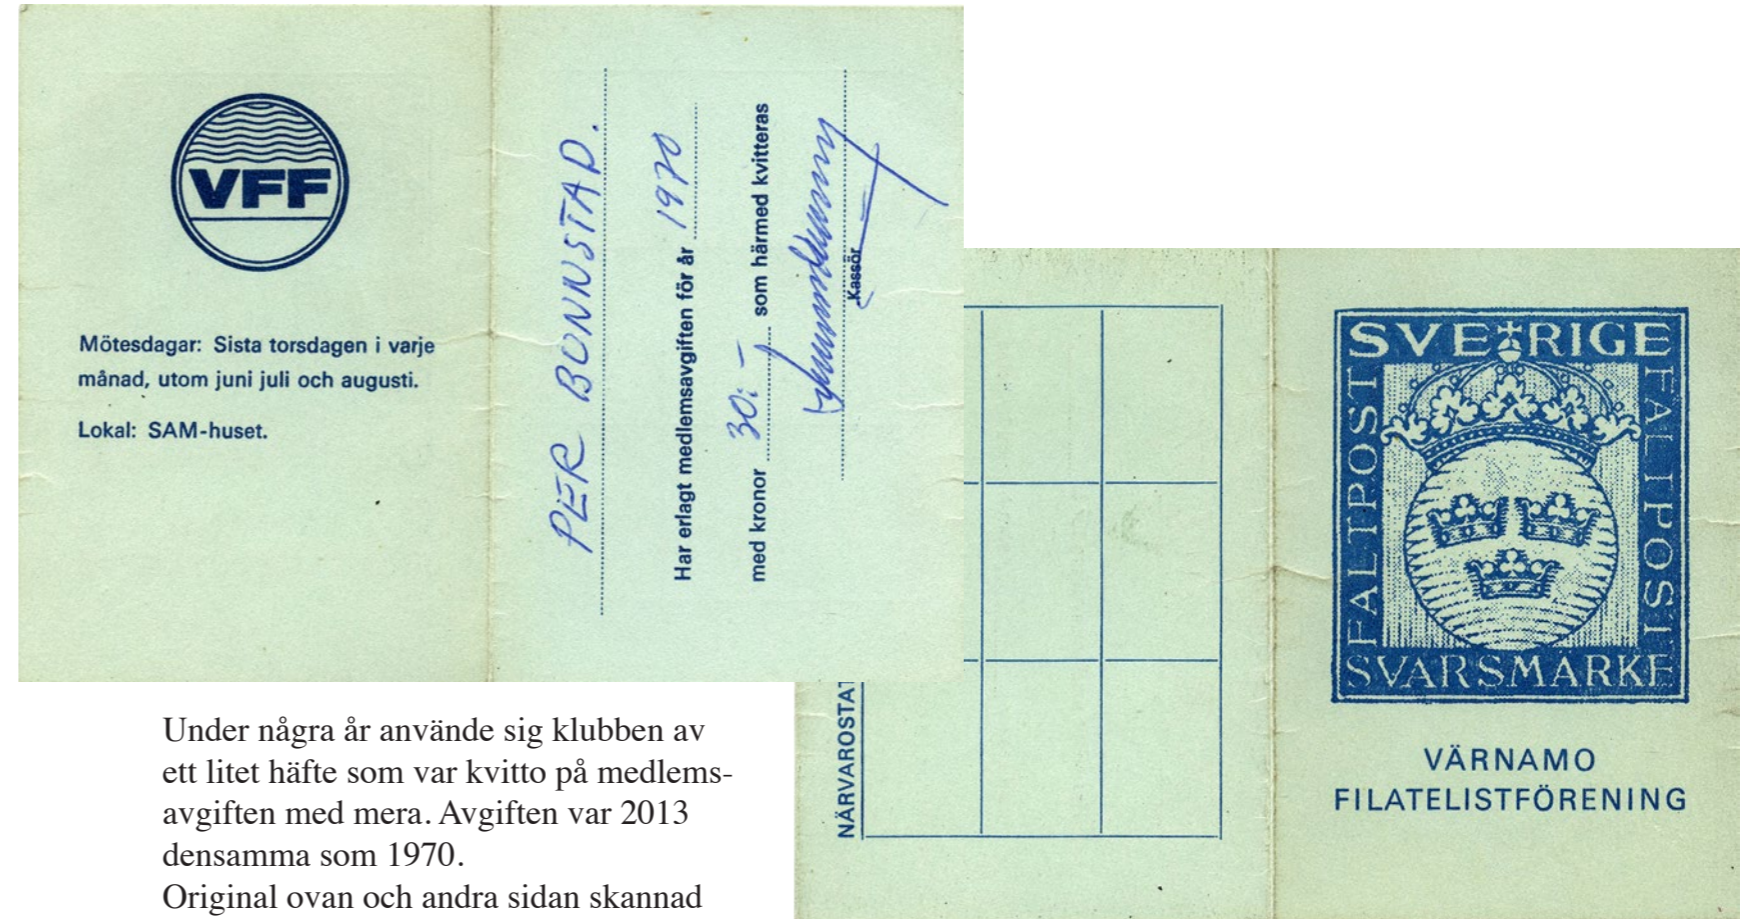 VFF
Mötesdagar: Sista torsdagen i varje
månad, utom juni juli och augusti.
Lokal: SAM-huset.
PER BONNSTAD.
Har erlagt medlemsavgiften för år 1970
med kronor 30:- som härmed kvitteras
Kassör
NÄRVAROSTA
SVERIGE
FÄLTPOST
FÄLTPOST
SVARSMÄRKE
VÄRNAMO
FILATELISTFÖRENING
Under några år använde sig klubben av
ett litet häfte som var kvitto på medlems-
avgiften med mera. Avgiften var 2013
densamma som 1970.
Original ovan och andra sidan skannad